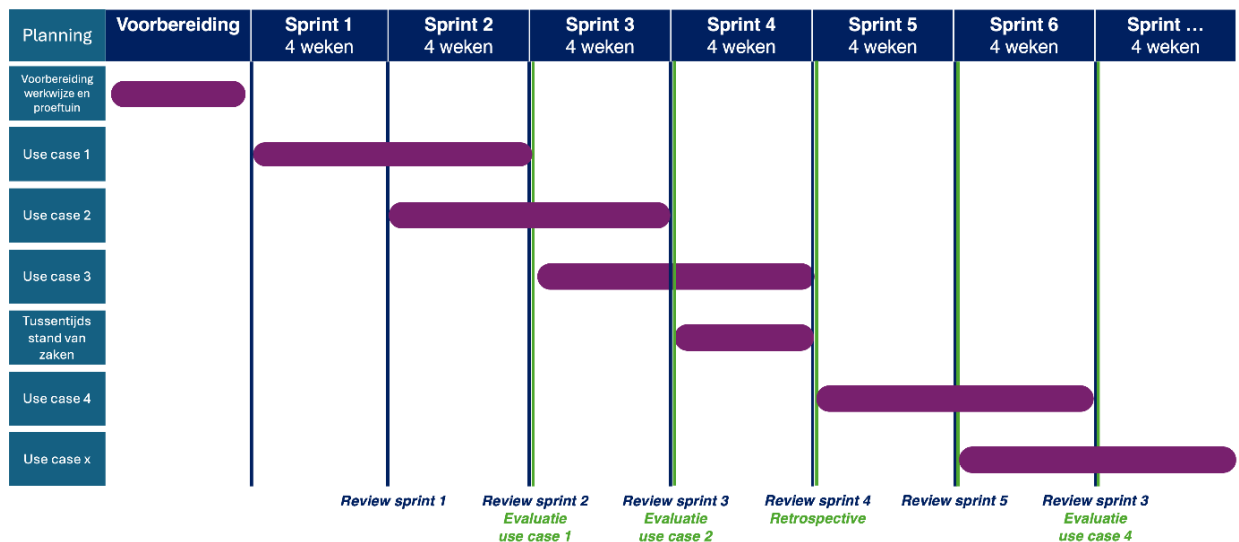 Planning
Voorbereiding
Sprint 1
4 weken
Sprint 2
4 weken
Sprint 3
4 weken
Sprint 4
4 weken
Sprint 5
4 weken
Sprint 6
4 weken
Sprint ...
4 weken
Voorbereiding
werkwijze en
proeftuin
Use case 1
Use case 2
Use case 3
Tussentijds
stand van
zaken
Use case 4
Use case x
Review sprint 1
Review sprint 2
Evaluatie
use case 1
Review sprint 3
Evaluatie
use case 2
Review sprint 4
Retrospective
Review sprint 5
Review sprint 3
Evaluatie
use case 4